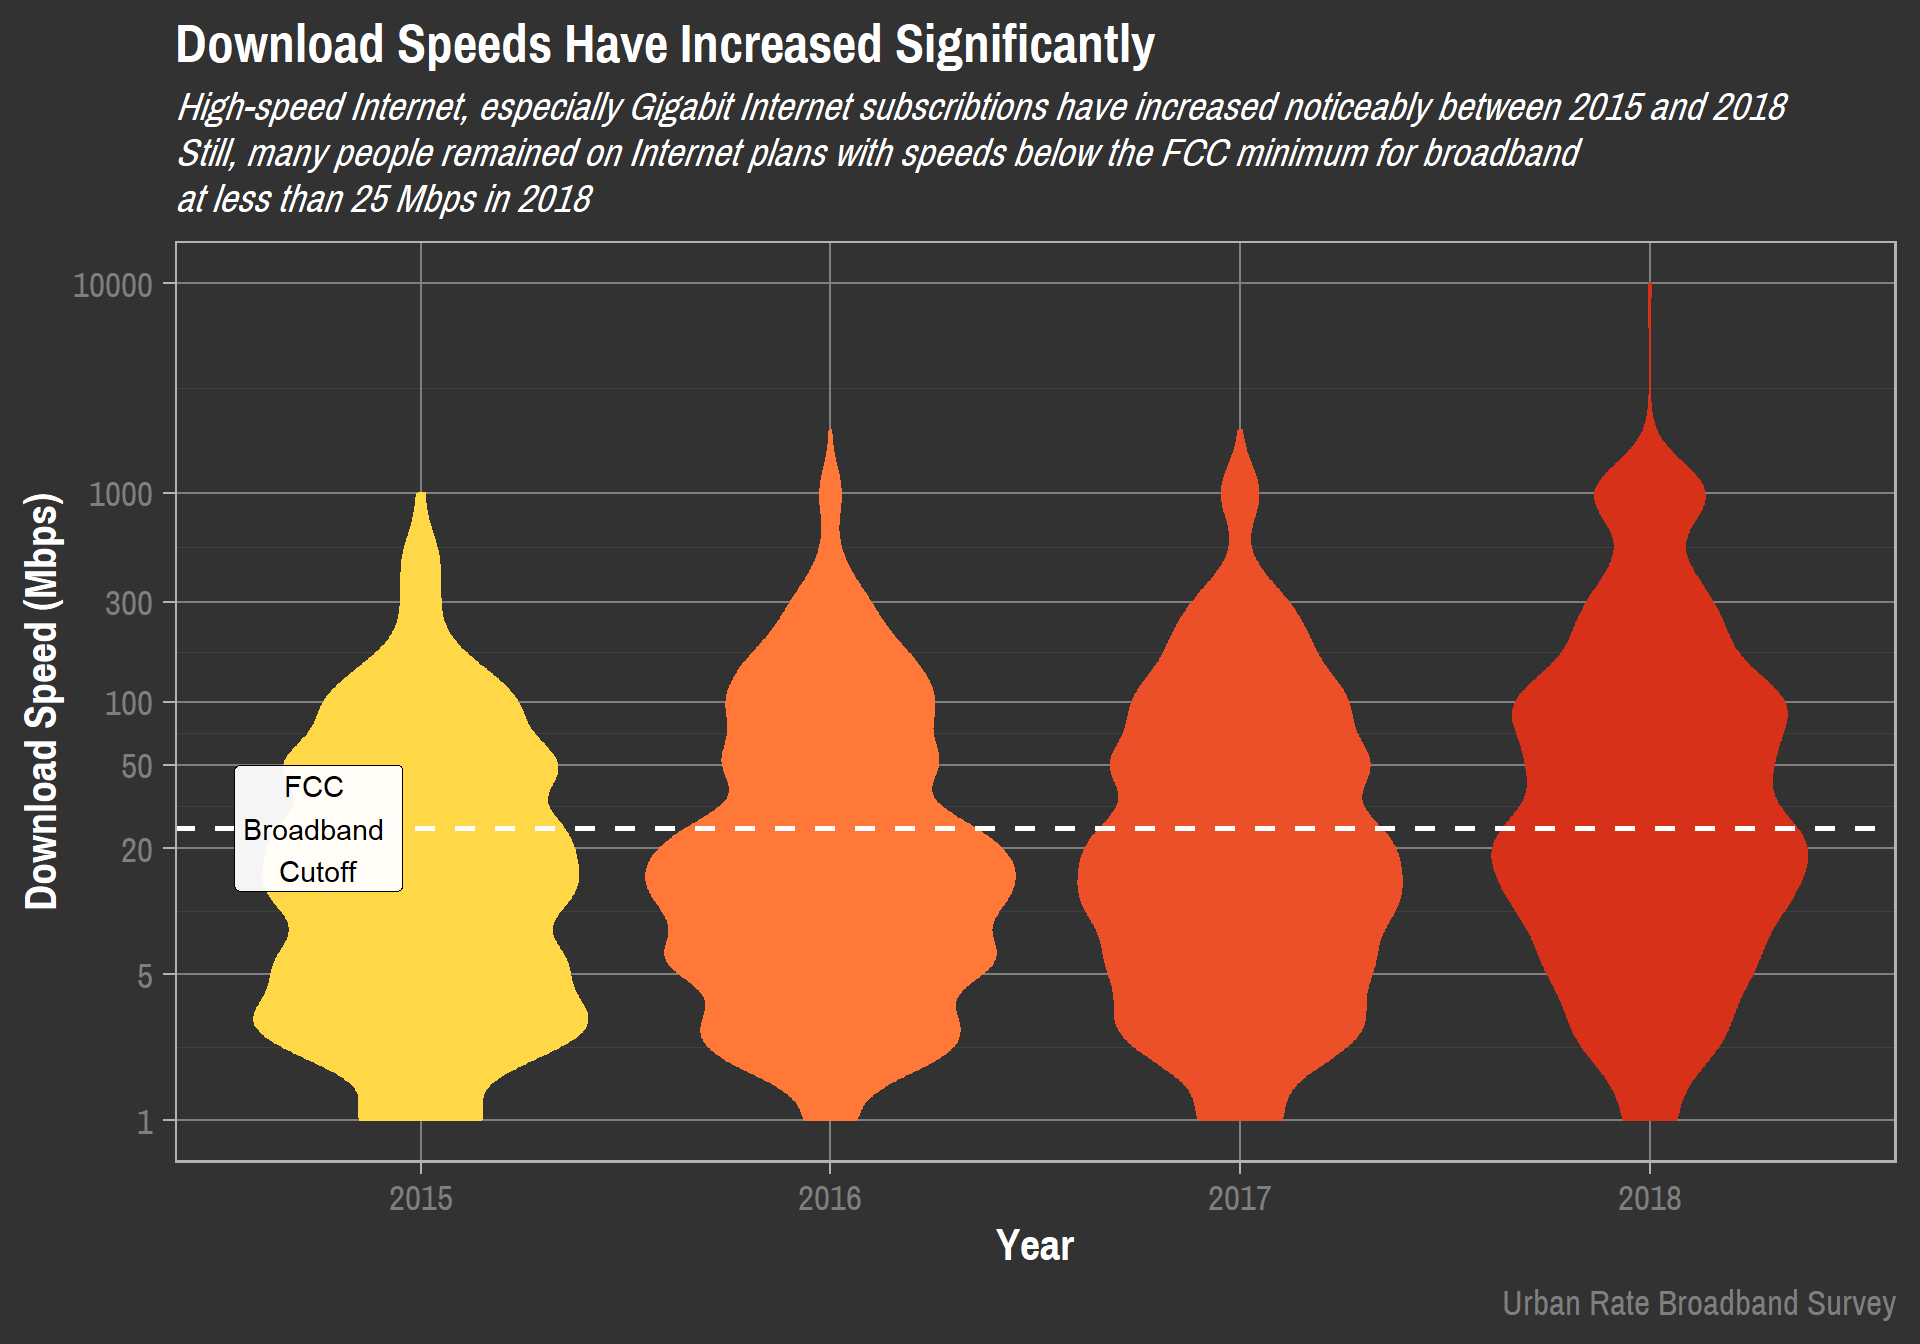 Download Speeds Have Increased Significantly
High-speed Internet, especially Gigabit Internet subscribtions have increased noticeably between 2015 and 2018
Still, many people remained on Internet plans with speeds below the FCC minimum for broadband
at less than 25 Mbps in 2018
Download Speed (Mbps)
10000
1000
300
100
50
20
5
1
FCC
Broadband
Cutoff
2015
2016
2017
2018
Year
Urban Rate Broadband Survey